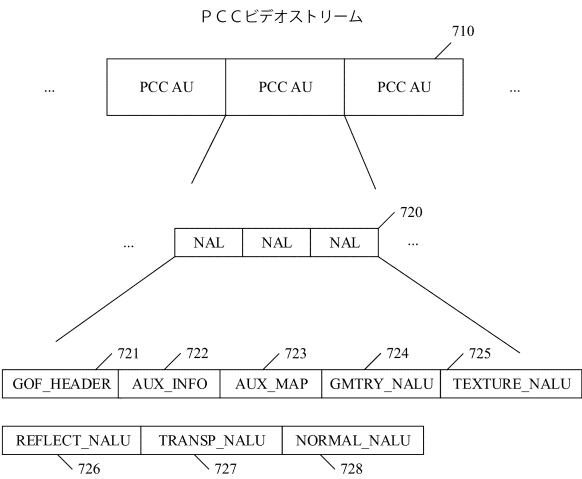 ＰＣＣビデオストリーム
710
... PCC AU PCC AU PCC AU ...
720
... NAL NAL NAL ...
721 722 723 724 725
GOF_HEADER AUX_INFO AUX_MAP GMTRY_NALU TEXTURE_NALU
REFLECT_NALU TRANSP_NALU NORMAL_NALU
726 727 728